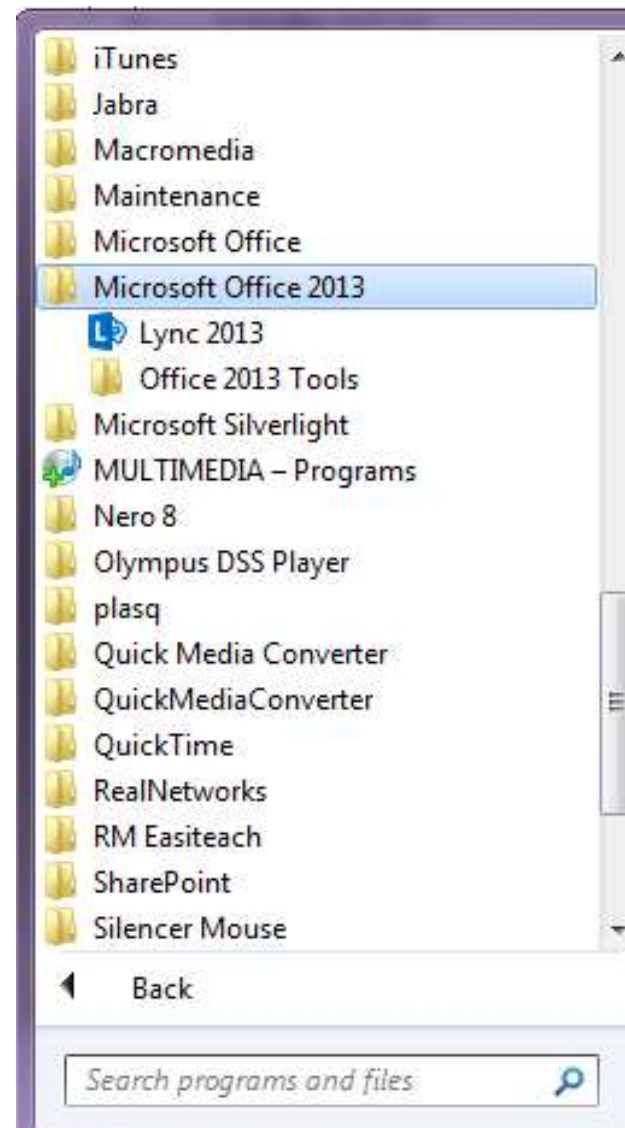 iTunes
Jabra
Macromedia
Maintenance
Microsoft Office
Microsoft Office 2013
Lync 2013
Office 2013 Tools
Microsoft Silverlight
MULTIMEDIA – Programs
Nero 8
Olympus DSS Player
plasq
Quick Media Converter
QuickMediaConverter
QuickTime
RealNetworks
RM Easiteach
SharePoint
Silencer Mouse
Back
Search programs and files